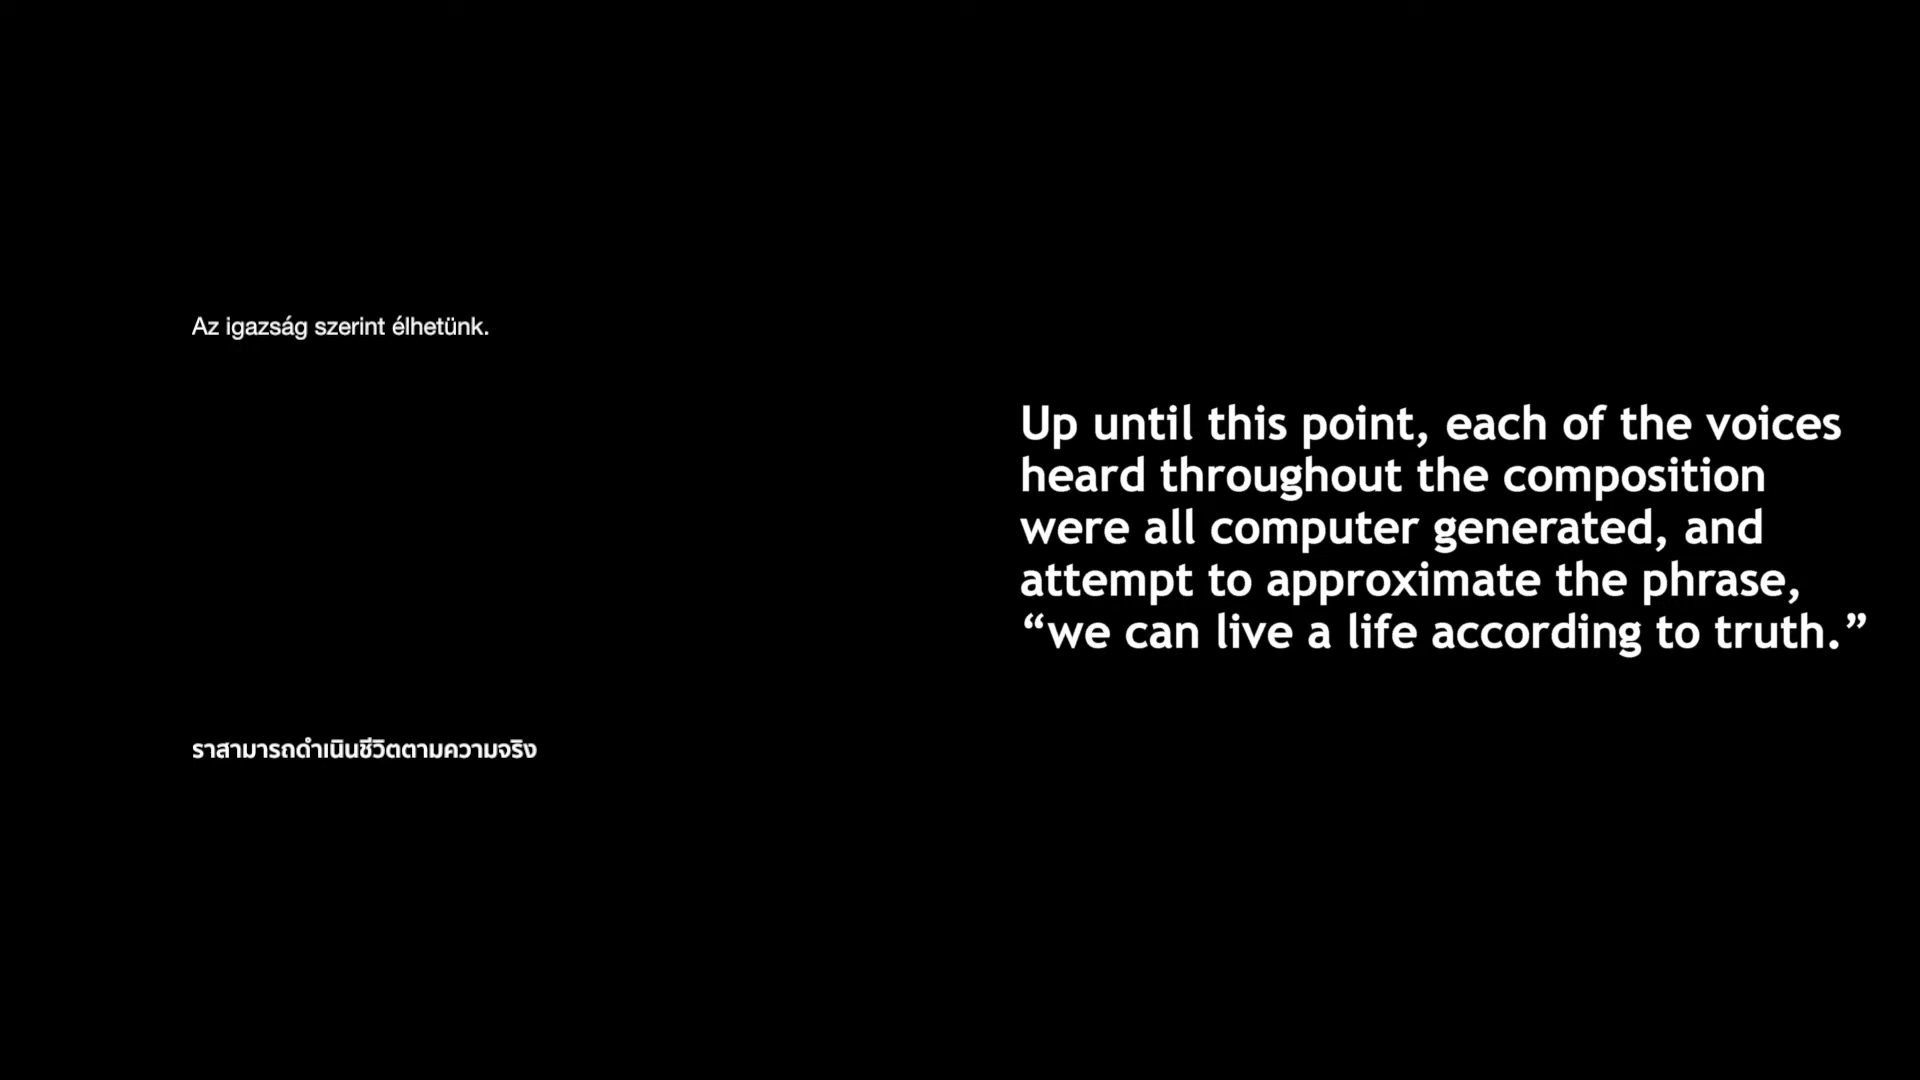 Az igazság szerint élhetünk.
ราสามารถดำเนินชีวิตตามความจริง
Up until this point, each of the voices
heard throughout the composition
were all computer generated, and
attempt to approximate the phrase,
“we can live a life according to truth.”